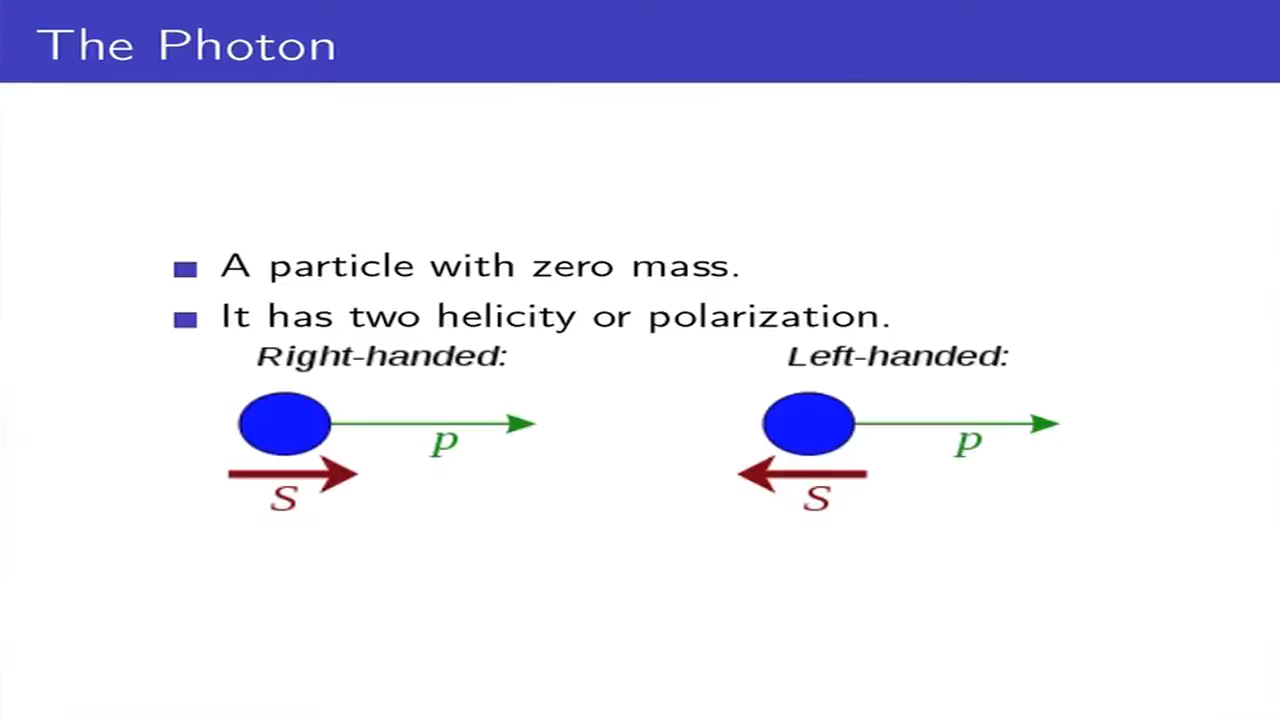 The Photon
A particle with zero mass.
It has two helicity or polarization.
Right-handed: Left-handed:
p p
S S